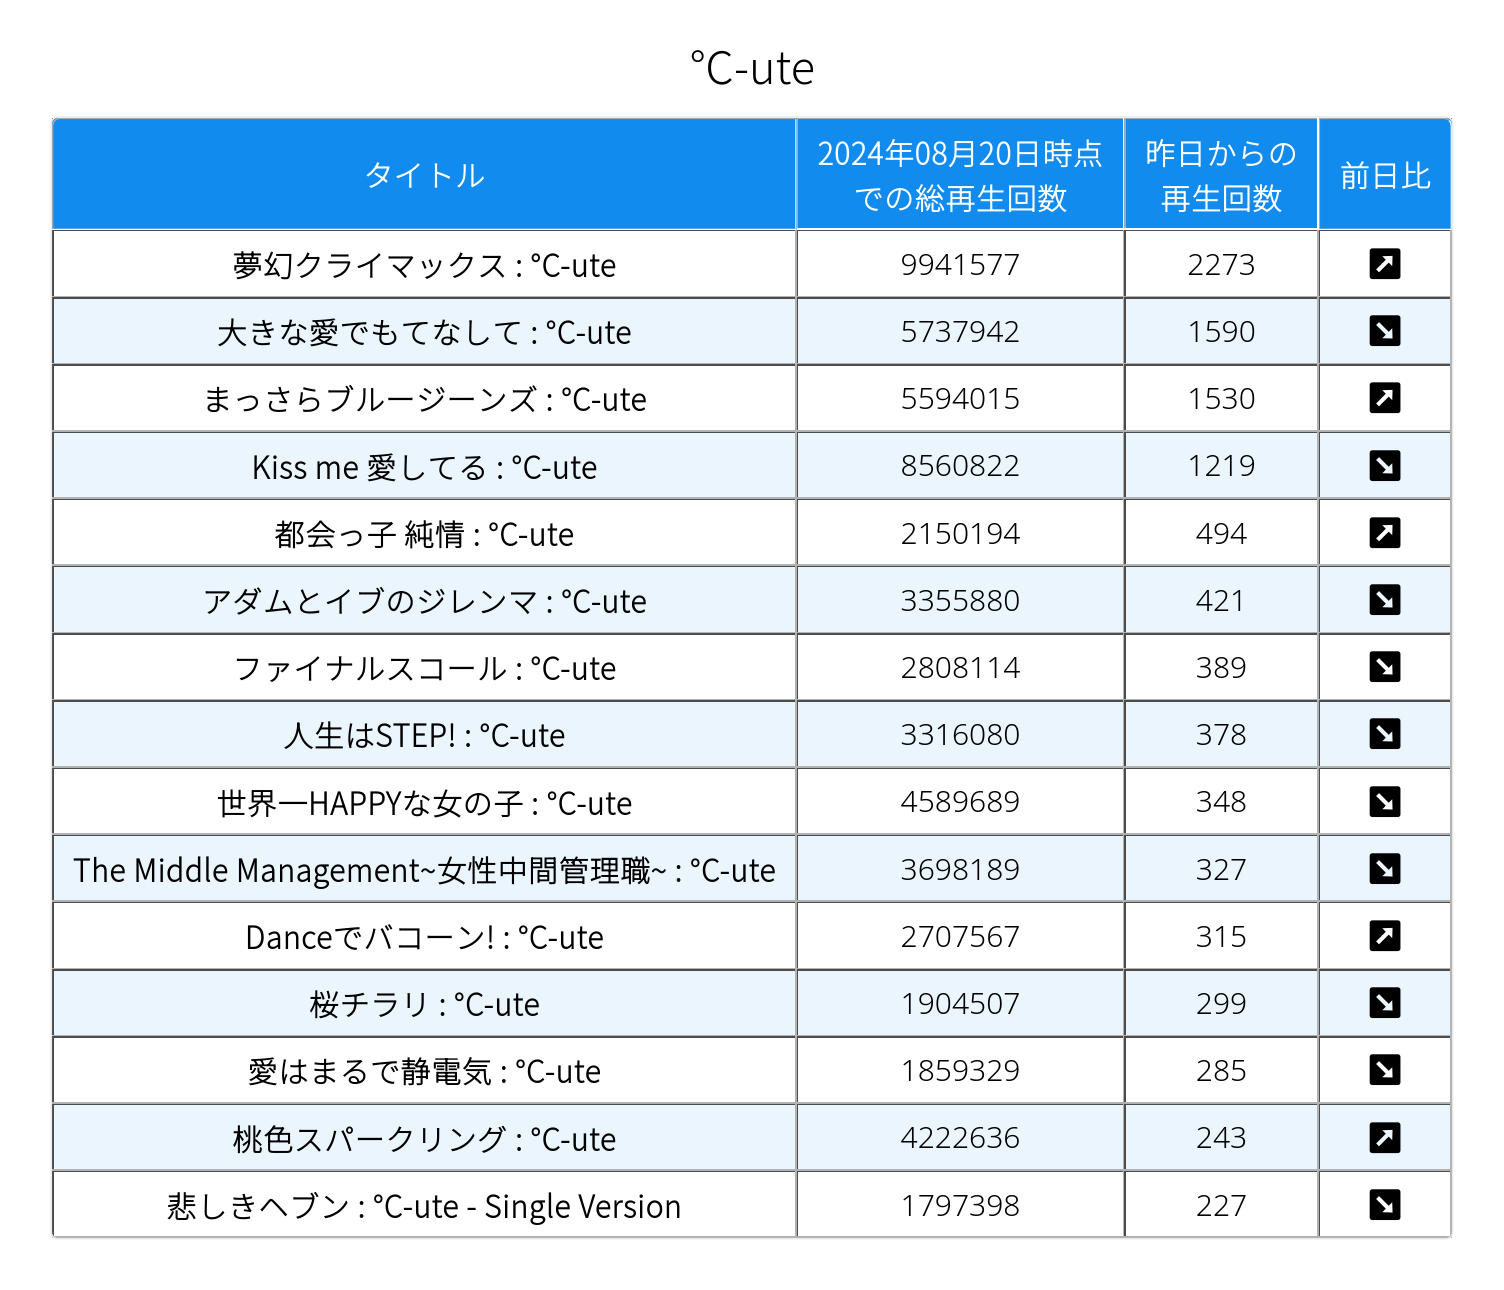 ℃-ute
タイトル
2024年08月20日時点
での総再生回数
昨日からの
再生回数
前日比
夢幻クライマックス : ℃-ute 9941577 2273
大きな愛でもてなして : ℃-ute 5737942 1590
まっさらブルージーンズ : ℃-ute 5594015 1530
Kiss me 愛してる : ℃-ute 8560822 1219
都会っ子 純情 : ℃-ute 2150194 494
アダムとイブのジレンマ : ℃-ute 3355880 421
ファイナルスコール : ℃-ute 2808114 389
人生はSTEP! : ℃-ute 3316080 378
世界一HAPPYな女の子 : ℃-ute 4589689 348
The Middle Management~女性中間管理職~ : ℃-ute 3698189 327
Danceでバコーン! : ℃-ute 2707567 315
桜チラリ : ℃-ute 1904507 299
愛はまるで静電気 : ℃-ute 1859329 285
桃色スパークリング : ℃-ute 4222636 243
悲しきヘブン : ℃-ute - Single Version 1797398 227